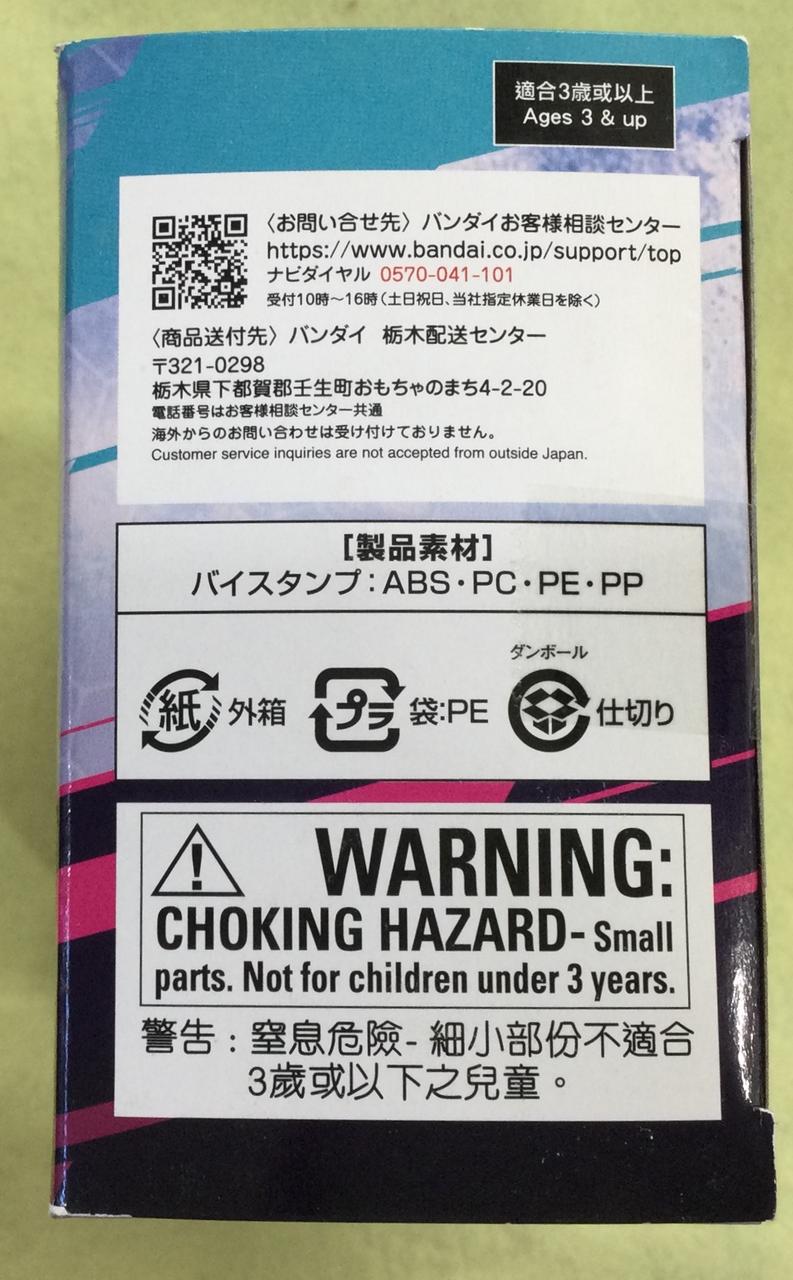 適合3歳或以上
Ages 3 & up
〈お問い合せ先〉バンダイお客様相談センター
https://www.bandai.co.jp/support/top
ナビダイヤル 0570-041-101
受付10時～16時(土日祝日、当社指定休業日を除く)
〈商品送付先〉バンダイ 栃木配送センター
〒321-0298
栃木県下都賀郡壬生町おもちゃのまち4-2-20
電話番号はお客様相談センター共通
海外からのお問い合わせは受け付けておりません。
Customer service inquiries are not accepted from outside Japan.
[製品素材]
バイスタンプ:ABS・PC・PE・PP
ダンボール
紙 外箱 プラ 袋:PE 仕切り
WARNING:
CHOKING HAZARD- Small
parts. Not for children under 3 years.
警告:窒息危險- 細小部份不適合
3歲或以下之兒童。